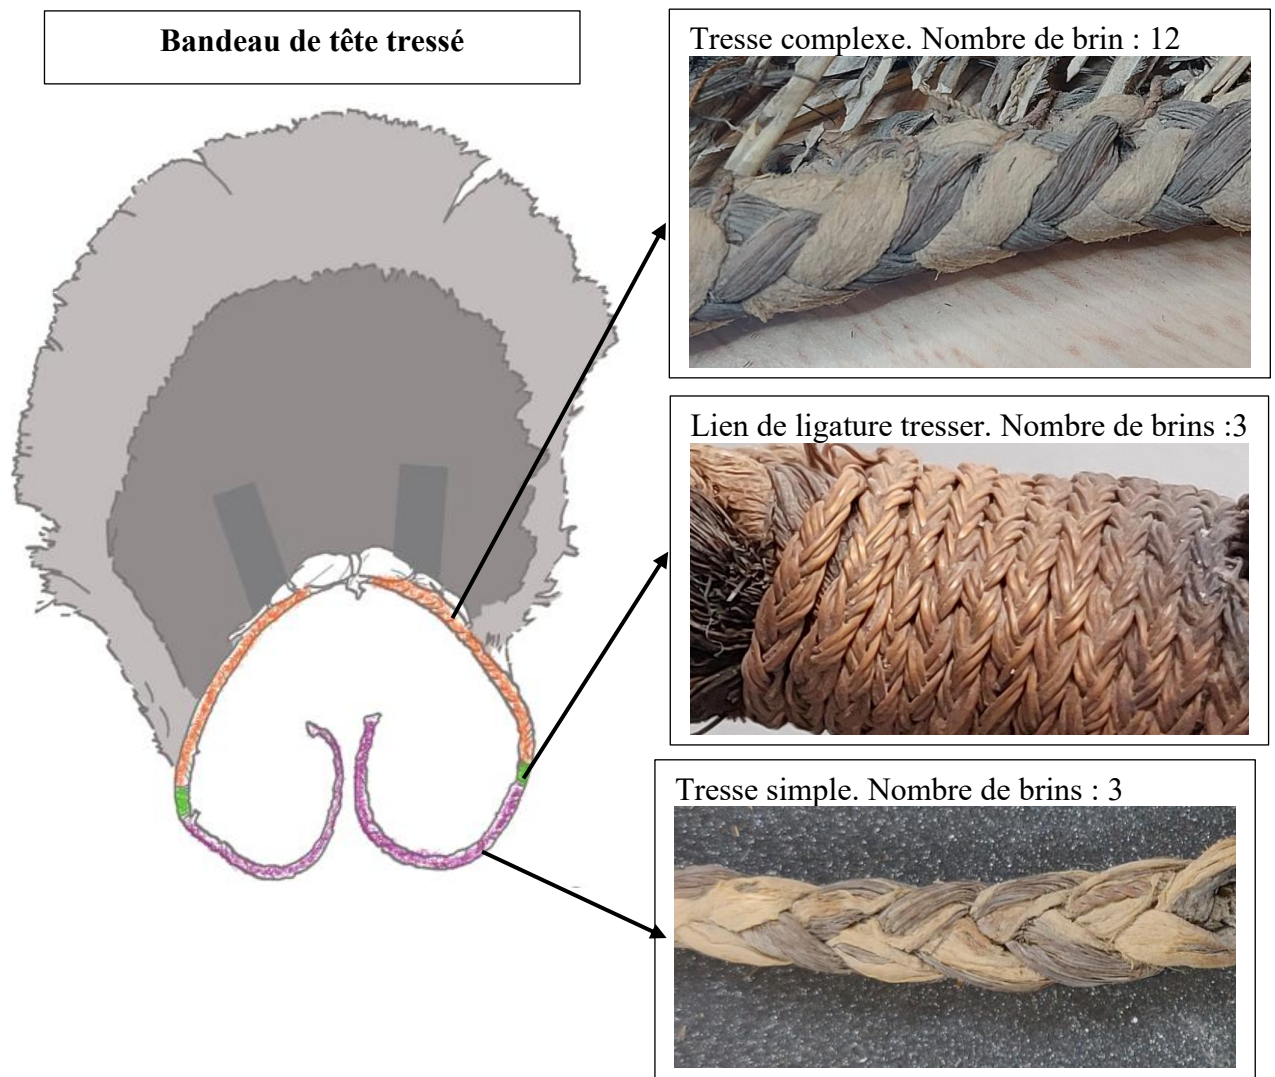 Bandeau de tête tressé
Tresse complexe. Nombre de brin : 12
Lien de ligature tresser. Nombre de brins :3
Tresse simple. Nombre de brins : 3